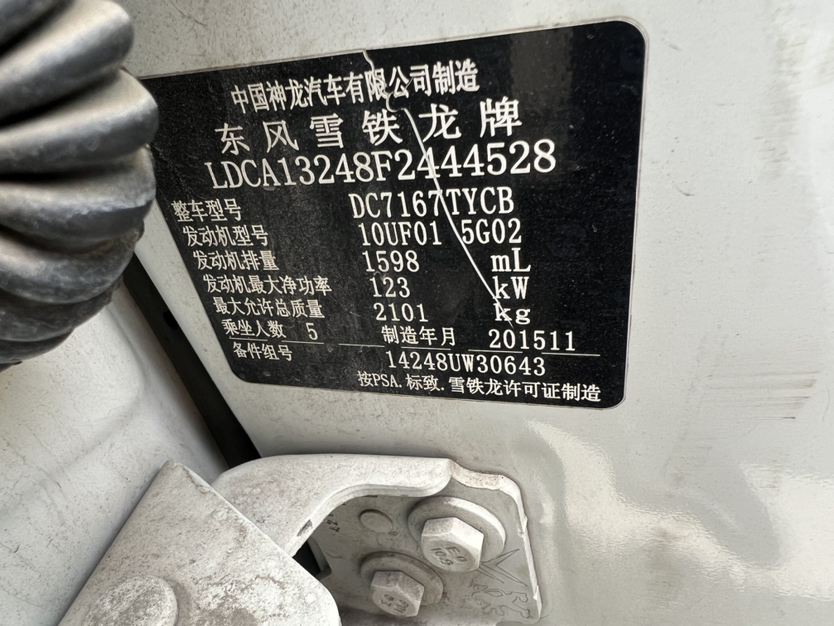 中国神龙汽车有限公司制造
东风雪铁龙牌
LDCA13248F2444528
整车型号 DC7167TYCB
发动机型号 10UF01 5G02
发动机排量 1598 mL
发动机最大净功率 123 kW
最大允许总质量 2101 kg
乘坐人数 5 制造年月 201511
备件组号 14248UW30643
按PSA.标致.雪铁龙许可证制造